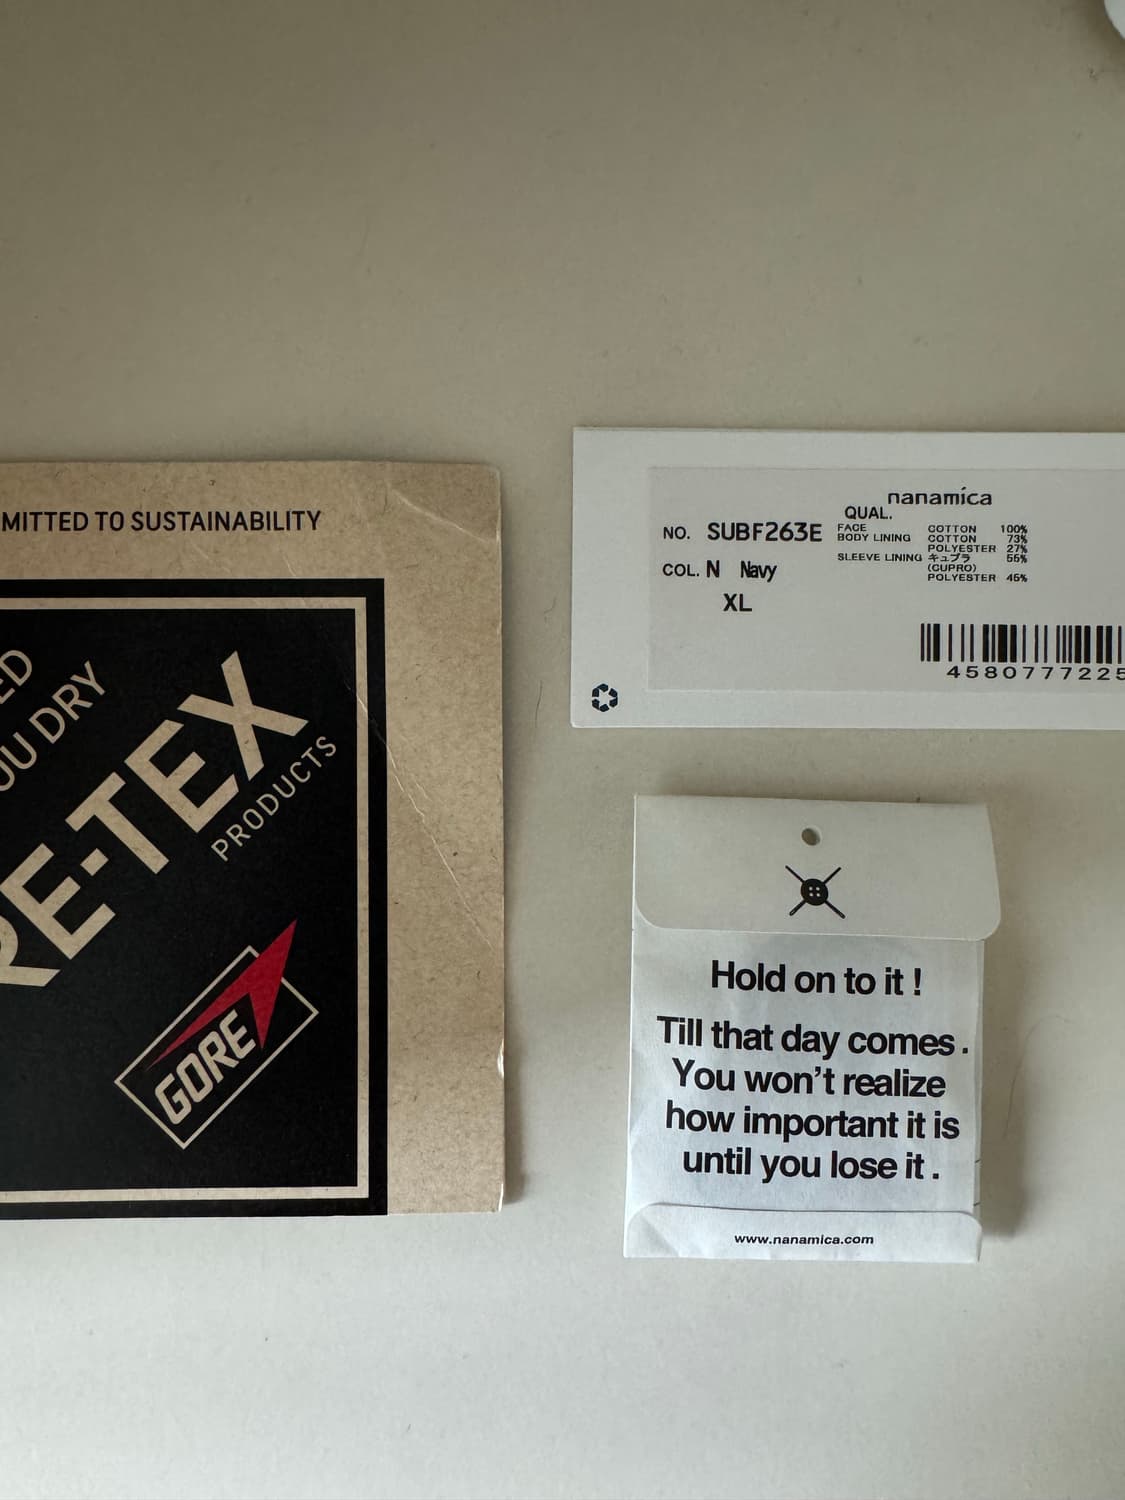 MITTED TO SUSTAINABILITY
OU DRY
RE-TEX
PRODUCTS
GORE
nanamica
QUAL.
NO. SUBF263E
COL. N Navy
XL
FACE COTTON 100%
BODY LINING COTTON 73%
POLYESTER 27%
SLEEVE LINING キュプラ 55%
(CUPRO)
POLYESTER 45%
4580777225
Hold on to it !
Till that day comes.
You won't realize
how important it is
until you lose it.
www.nanamica.com